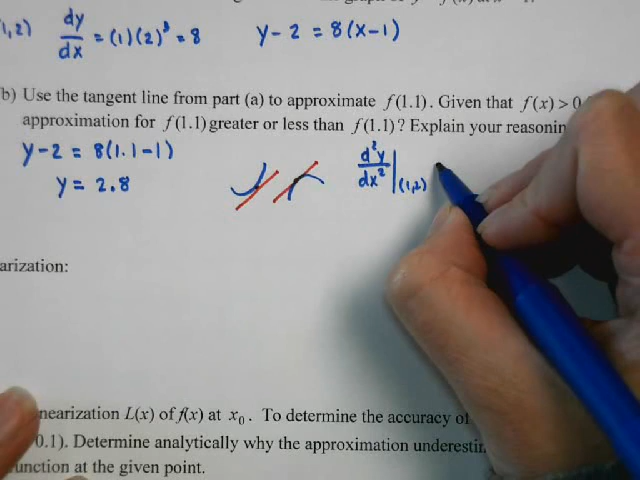 1,2) dy/dx = (1)(2)³ = 8 y - 2 = 8(x-1)
b) Use the tangent line from part (a) to approximate f(1.1). Given that f(x) > 0
approximation for f(1.1) greater or less than f(1.1)? Explain your reasonin
y-2 = 8(1.1-1)
y = 2.8
d²y/dx² |(1,2)
arization:
nearization L(x) of f(x) at x₀. To determine the accuracy of
0.1). Determine analytically why the approximation underestim
unction at the given point.